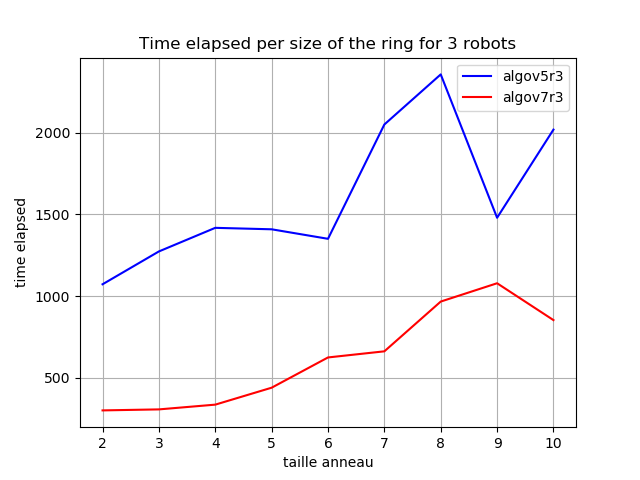 Time elapsed per size of the ring for 3 robots
algov5r3
algov7r3
time elapsed
2000
1500
1000
500
2 3 4 5 6 7 8 9 10
taille anneau